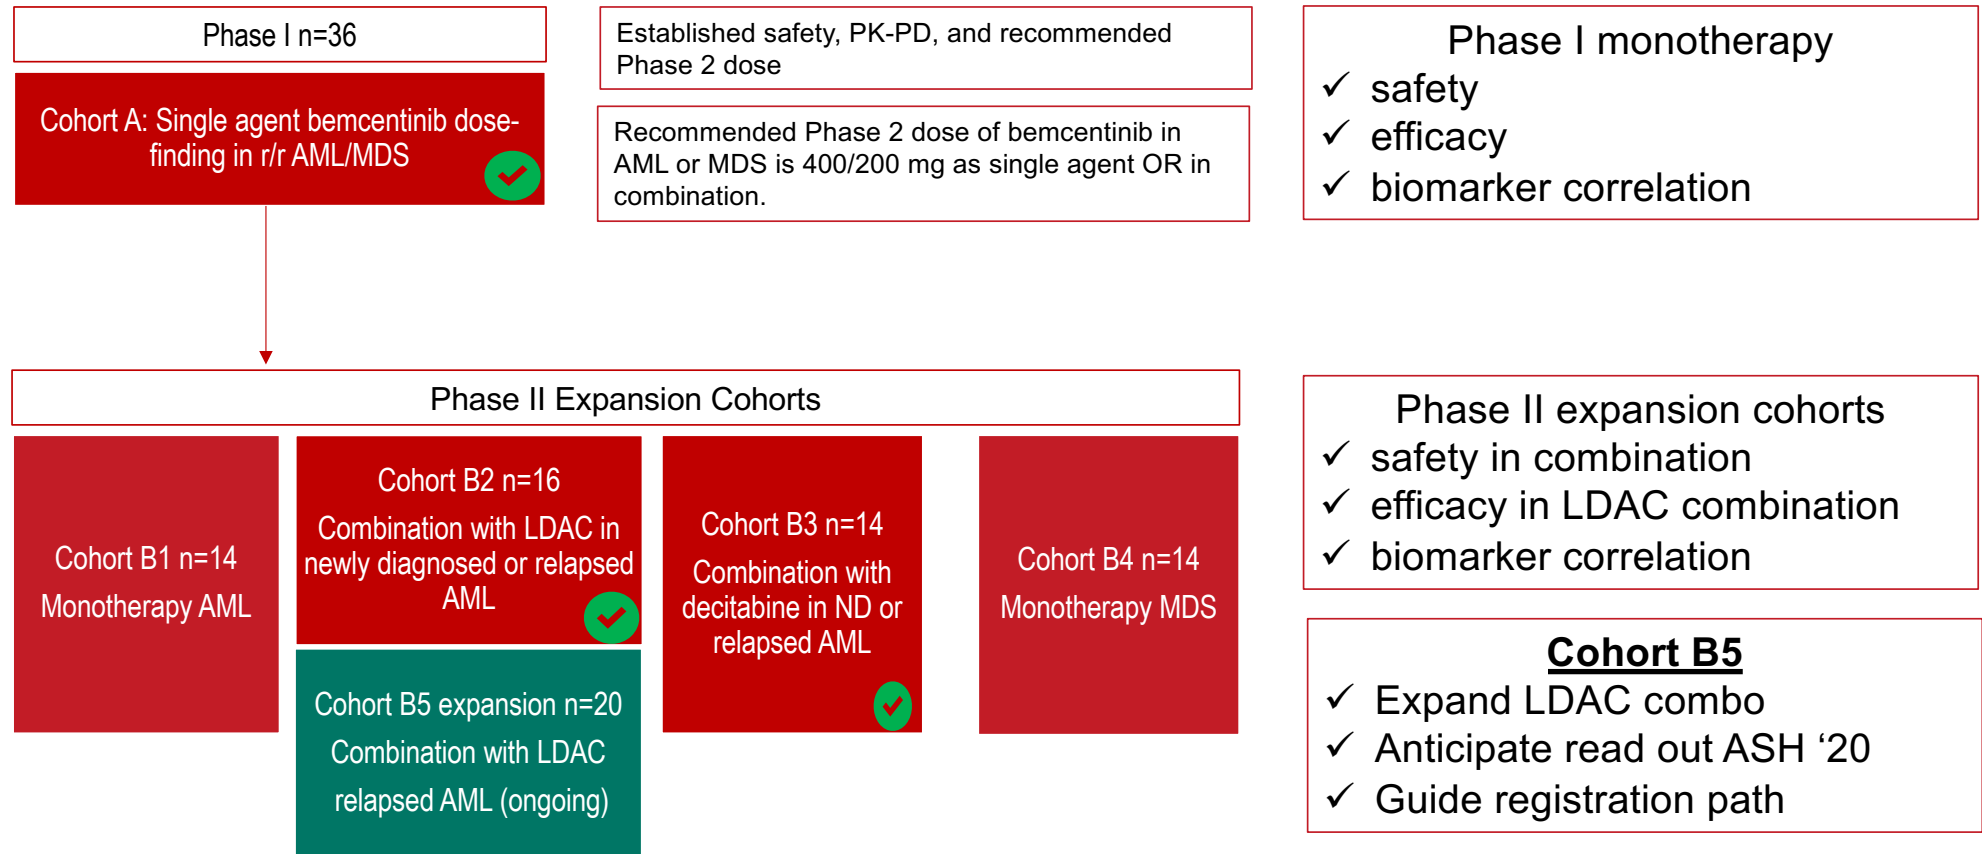 Phase I n=36
Cohort A: Single agent bemcentinib dose-
finding in r/r AML/MDS
Established safety, PK-PD, and recommended
Phase 2 dose
Recommended Phase 2 dose of bemcentinib in
AML or MDS is 400/200 mg as single agent OR in
combination.
Phase I monotherapy
✓ safety
✓ efficacy
✓ biomarker correlation
Phase II Expansion Cohorts
Cohort B1 n=14
Monotherapy AML
Cohort B2 n=16
Combination with LDAC in
newly diagnosed or relapsed
AML
Cohort B5 expansion n=20
Combination with LDAC
relapsed AML (ongoing)
Cohort B3 n=14
Combination with
decitabine in ND or
relapsed AML
Cohort B4 n=14
Monotherapy MDS
Phase II expansion cohorts
✓ safety in combination
✓ efficacy in LDAC combination
✓ biomarker correlation
Cohort B5
✓ Expand LDAC combo
✓ Anticipate read out ASH ‘20
✓ Guide registration path